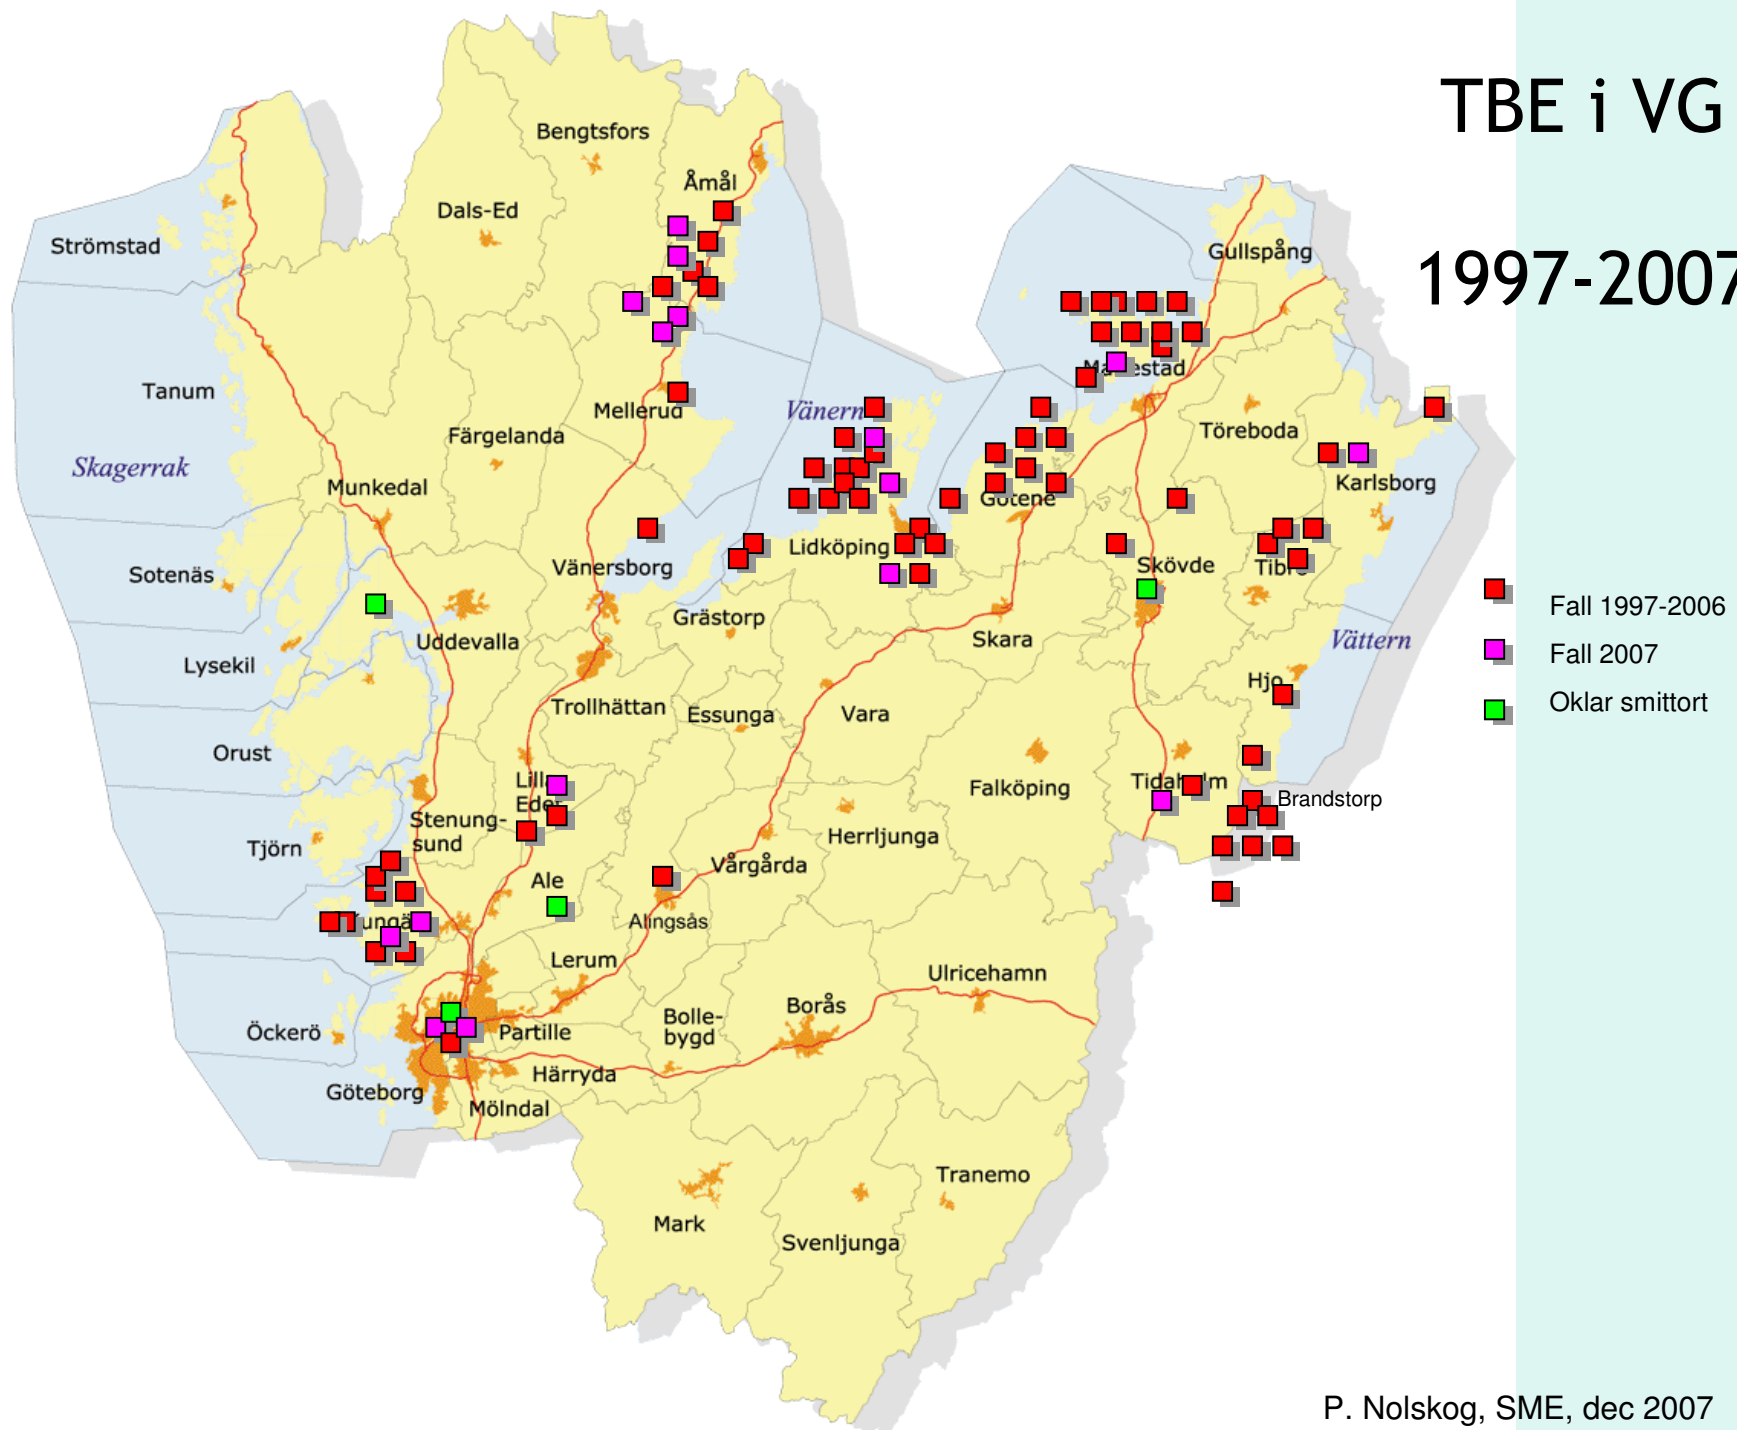 TBE i VG
1997-2007
Bengtsfors
Åmål
Dals-Ed
Strömstad
Gullspång
Tanum
Mellerud
Vänern
Töreboda
Färgelanda
Skagerrak
Munkedal
Karlsborg
Götene
Lidköping
Sotenäs
Vänersborg
Skövde
Fall 1997-2006
Grästorp
Uddevalla
Skara
Vättern
Fall 2007
Lysekil
Hjo
Oklar smittort
Trollhättan
Essunga
Vara
Orust
Falköping
Brandstorp
Stenung-
sund
Herrljunga
Tjörn
Vårgårda
Ale
Alingsås
Lerum
Ulricehamn
Borås
Bolle-
bygd
Öckerö
Partille
Härryda
Göteborg
Mölndal
Tranemo
Mark
Svenljunga
P. Nolskog, SME, dec 2007